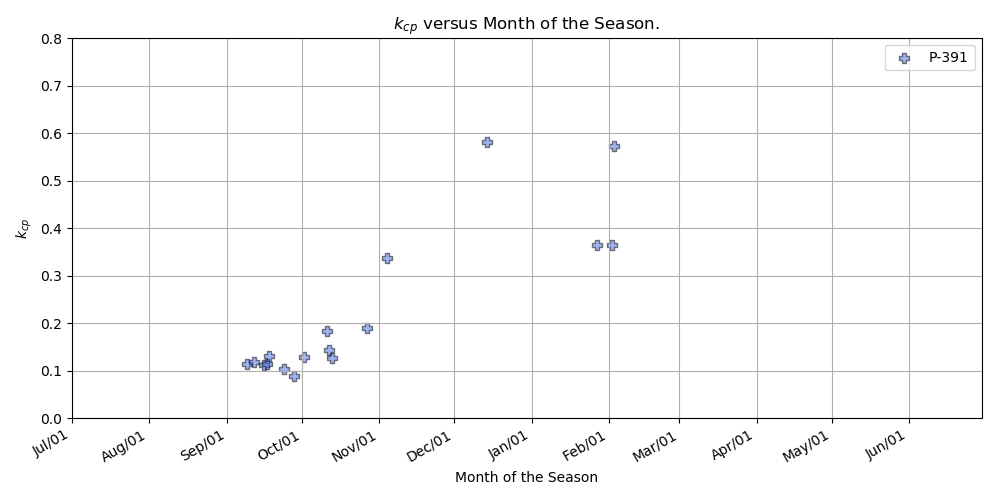 k_cp versus Month of the Season.
P-391
0.8
0.7
0.6
0.5
0.4
0.3
0.2
0.1
0.0
k_cp
Jul/01 Aug/01 Sep/01 Oct/01 Nov/01 Dec/01 Jan/01 Feb/01 Mar/01 Apr/01 May/01 Jun/01
Month of the Season